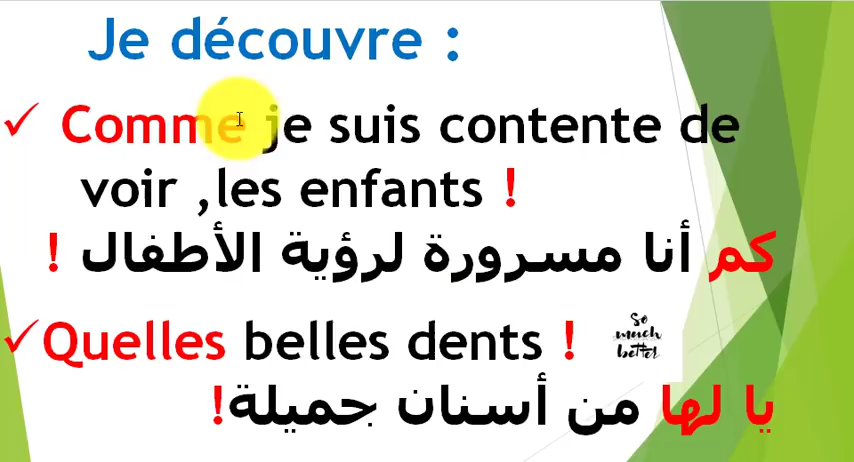 Je découvre :
✓ Comme je suis contente de
voir ,les enfants !
كم أنا مسرورة لرؤية الأطفال !
✓Quelles belles dents !
So
much
better
يا لها من أسنان جميلة!